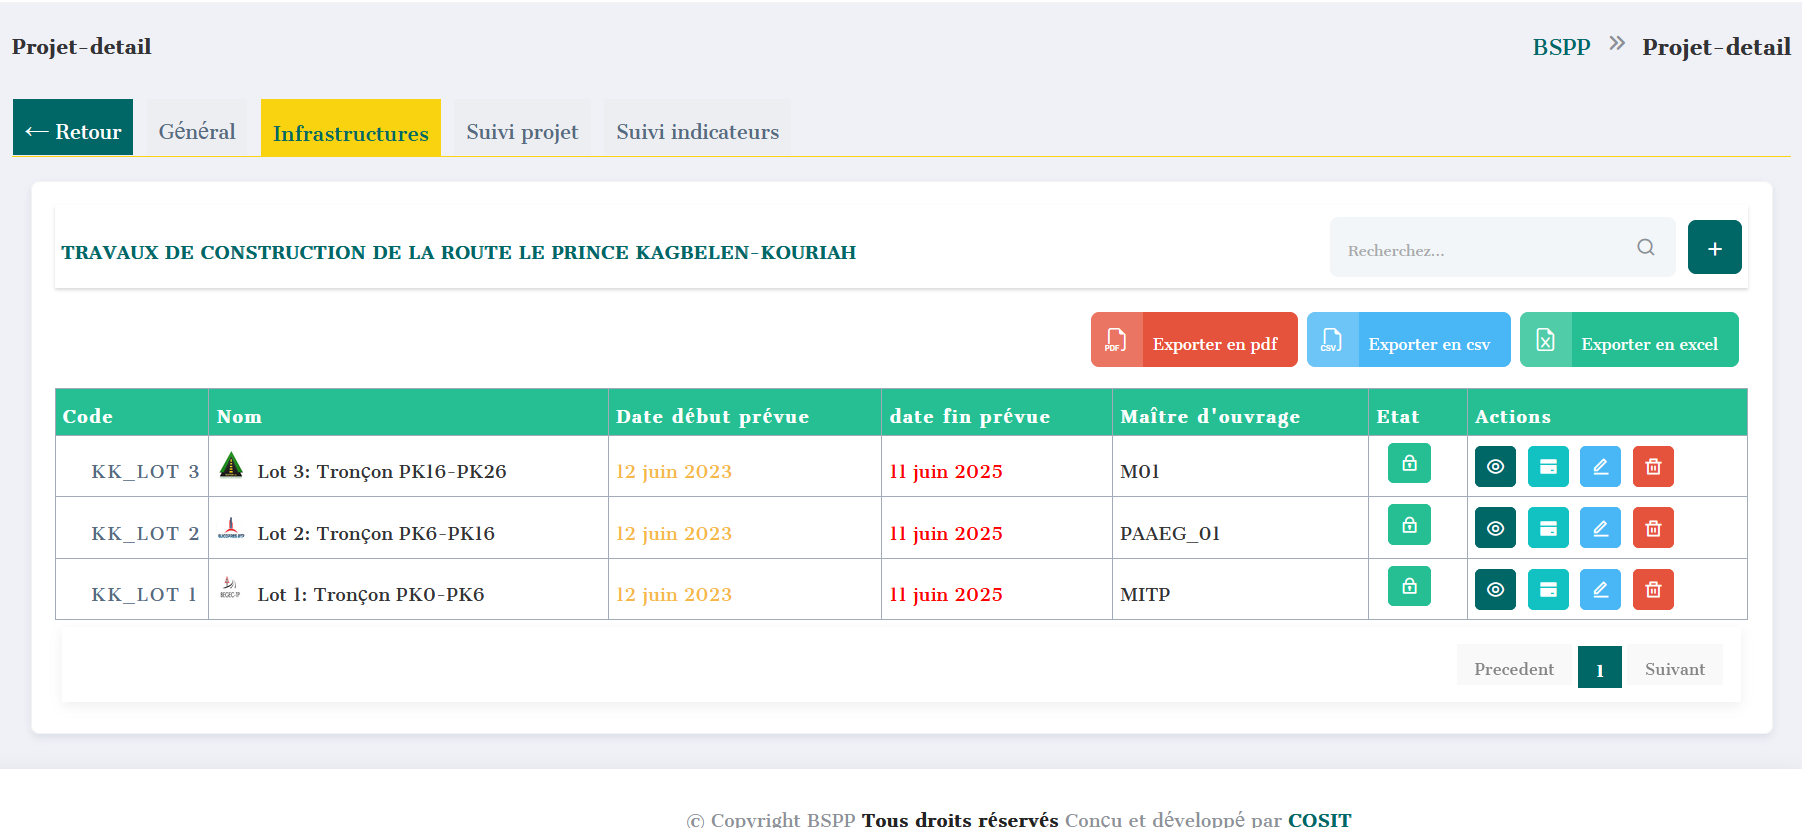 Projet-detail
BSPP » Projet-detail
← Retour Général Infrastructures Suivi projet Suivi indicateurs
TRAVAUX DE CONSTRUCTION DE LA ROUTE LE PRINCE KAGBELEN-KOURIAH
Recherchez...
+
PDF Exporter en pdf CSV Exporter en csv Exporter en excel
Code Nom Date début prévue date fin prévue Maître d'ouvrage Etat Actions
KK_LOT 3 Lot 3: Tronçon PK16-PK26 12 juin 2023 11 juin 2025 M01
KK_LOT 2 Lot 2: Tronçon PK6-PK16 12 juin 2023 11 juin 2025 PAAEG_01
KK_LOT 1 Lot 1: Tronçon PK0-PK6 12 juin 2023 11 juin 2025 MITP
Precedent 1 Suivant
© Copyright BSPP Tous droits réservés Conçu et développé par COSIT